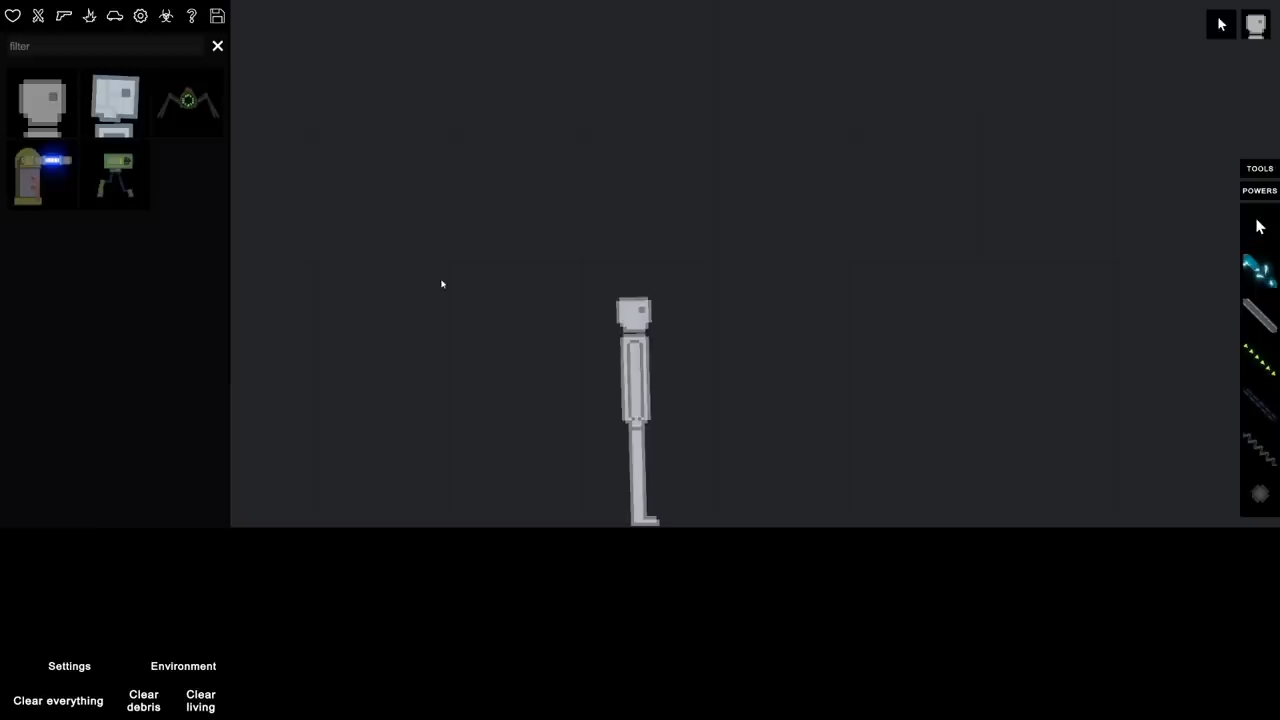 filter
TOOLS
POWERS
Settings
Environment
Clear everything
Clear
debris
Clear
living